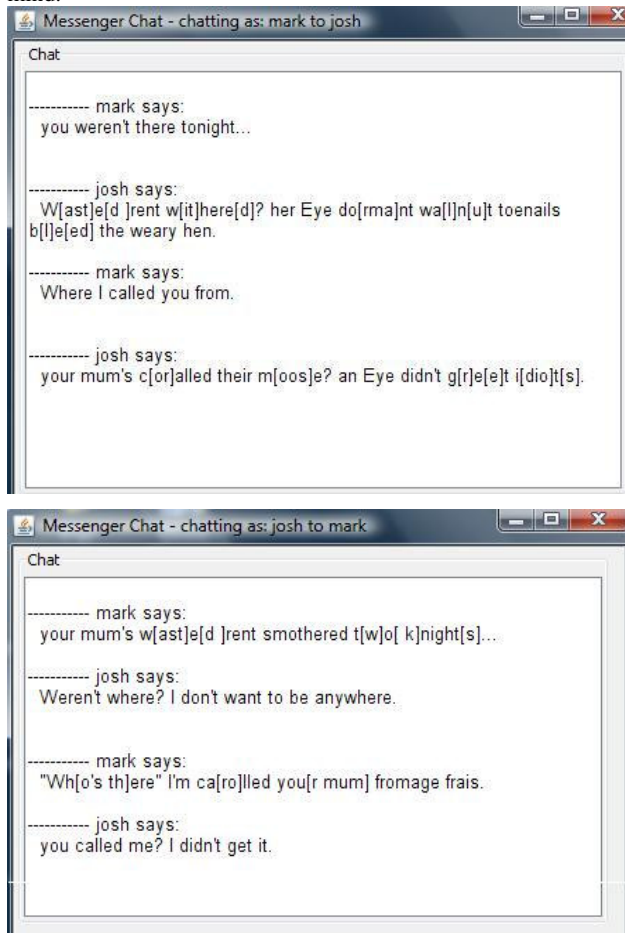 Messenger Chat - chatting as: mark to josh
Chat
----------- mark says:
you weren't there tonight...
----------- josh says:
W[ast]e[d ]rent w[it]here[d]? her Eye do[rma]nt wa[l]n[u]t toenails
b[l]e[ed] the weary hen.
----------- mark says:
Where I called you from.
----------- josh says:
your mum's c[or]alled their m[oos]e? an Eye didn't g[r]e[e]t i[dio]t[s].
Messenger Chat - chatting as: josh to mark
Chat
----------- mark says:
your mum's w[ast]e[d ]rent smothered t[w]o[ k]night[s]...
----------- josh says:
Weren't where? I don't want to be anywhere.
----------- mark says:
"Wh[o's th]ere" I'm ca[ro]lled you[r mum] fromage frais.
----------- josh says:
you called me? I didn't get it.